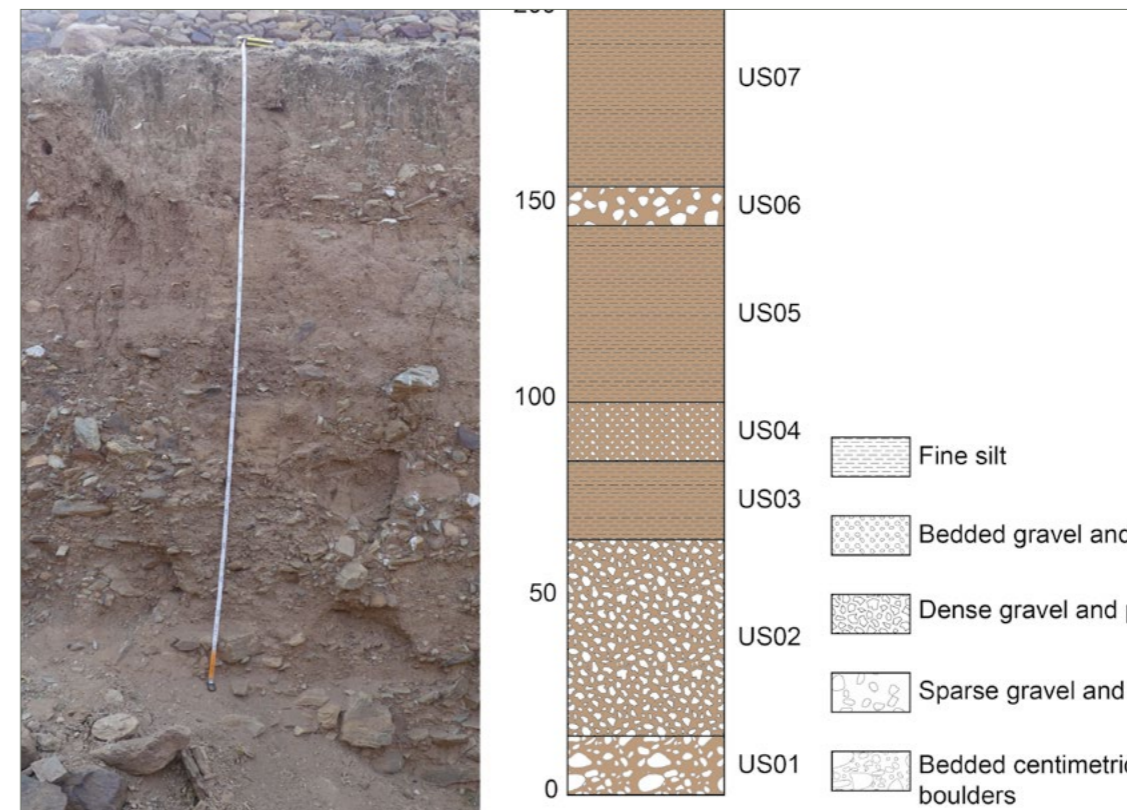 200
US07
150
US06
US05
100
US04
Fine silt
US03
Bedded gravel and
50
Dense gravel and
US02
Sparse gravel and
US01
0
Bedded centimetric
boulders